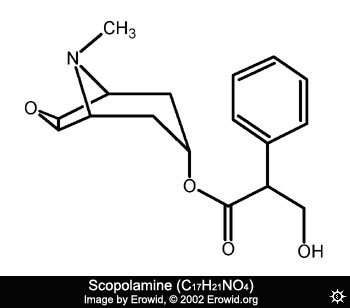 CH₃
N
O
O
O
OH
Scopolamine (C₁₇H₂₁NO₄)
Image by Erowid, © 2002 Erowid.org